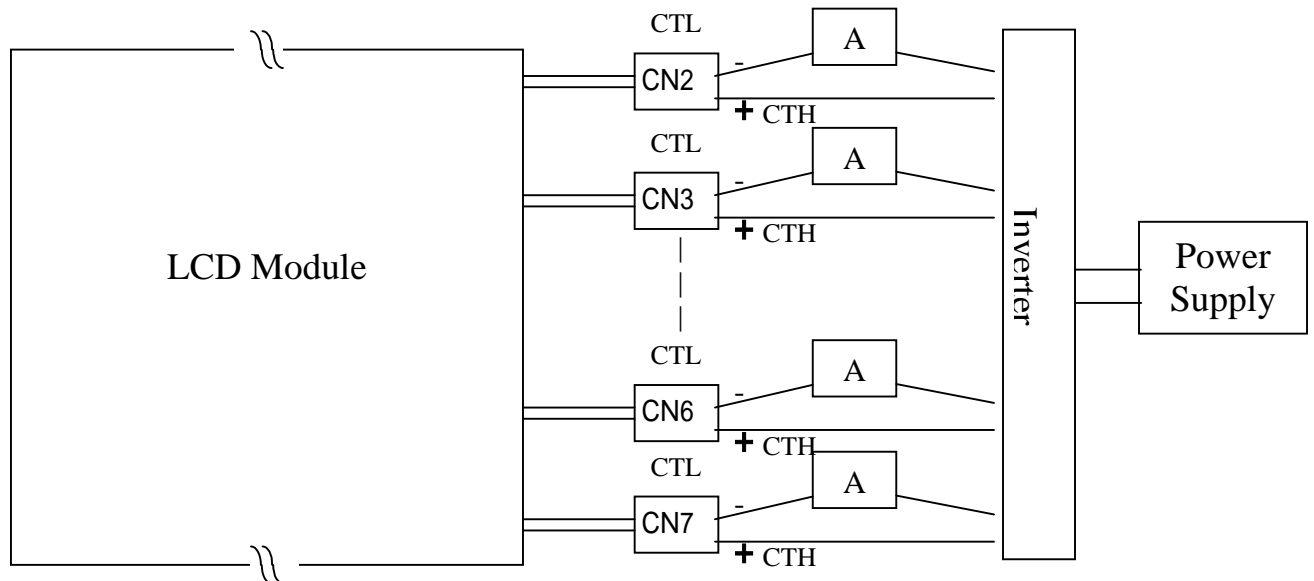 CTL
A
CN2
-
+ CTH
CTL
A
CN3
-
+ CTH
LCD Module
Inverter
Power
Supply
CTL
A
CN6
-
+ CTH
CTL
A
CN7
-
+ CTH